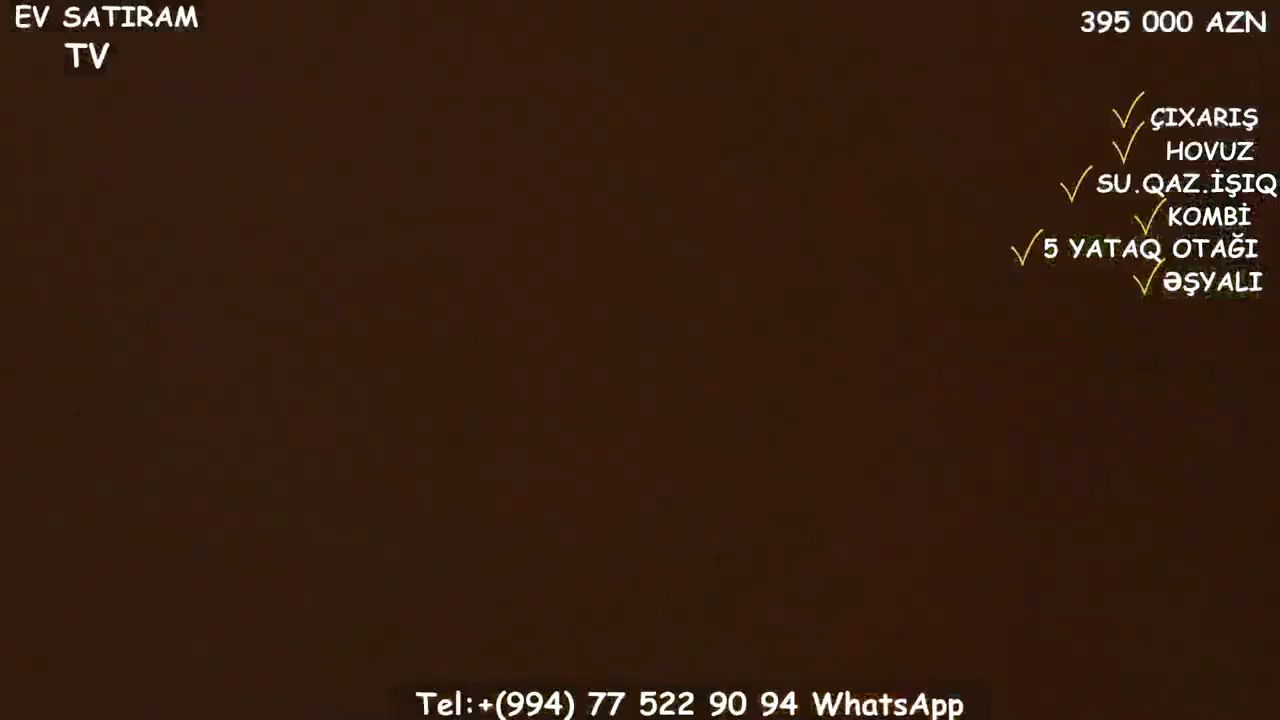 EV SATIRAM
TV
395 000 AZN
ÇIXARIŞ
HOVUZ
SU.QAZ.İŞIQ
KOMBİ
5 YATAQ OTAĞI
ƏŞYALI
Tel:+(994) 77 522 90 94 WhatsApp